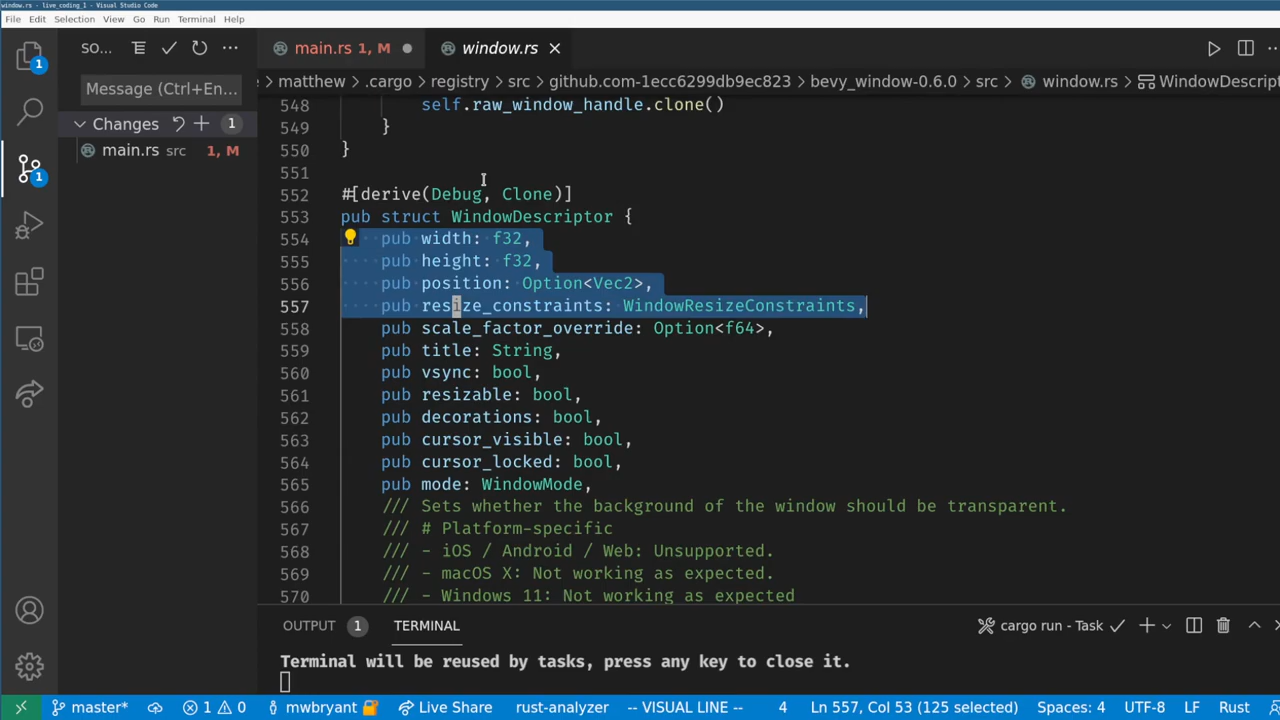 window.rs - live_coding_1 - Visual Studio Code
File Edit Selection View Go Run Terminal Help
SO... main.rs 1, M window.rs
Message (Ctrl+En... matthew > .cargo > registry > src > github.com-1ecc6299db9ec823 > bevy_window-0.6.0 > src > window.rs > WindowDescript
Changes 1
main.rs src 1, M
1
1
548 self.raw_window_handle.clone()
549 }
550 }
551
552 #[derive(Debug, Clone)]
553 pub struct WindowDescriptor {
554 pub width: f32,
555 pub height: f32,
556 pub position: Option<Vec2>,
557 pub resize_constraints: WindowResizeConstraints,
558 pub scale_factor_override: Option<f64>,
559 pub title: String,
560 pub vsync: bool,
561 pub resizable: bool,
562 pub decorations: bool,
563 pub cursor_visible: bool,
564 pub cursor_locked: bool,
565 pub mode: WindowMode,
566 /// Sets whether the background of the window should be transparent.
567 /// # Platform-specific
568 /// - iOS / Android / Web: Unsupported.
569 /// - macOS X: Not working as expected.
570 /// - Windows 11: Not working as expected
OUTPUT 1 TERMINAL cargo run - Task
Terminal will be reused by tasks, press any key to close it.
master* 1 0 mwbryant Live Share rust-analyzer -- VISUAL LINE -- 4 Ln 557, Col 53 (125 selected) Spaces: 4 UTF-8 LF Rust